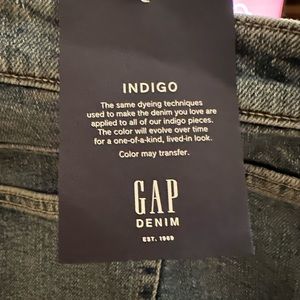 INDIGO
The same dyeing techniques
used to make the denim you love are
applied to all of our indigo pieces.
The color will evolve over time
for a one-of-a-kind, lived-in look.
Color may transfer.
GAP
DENIM
EST. 1969